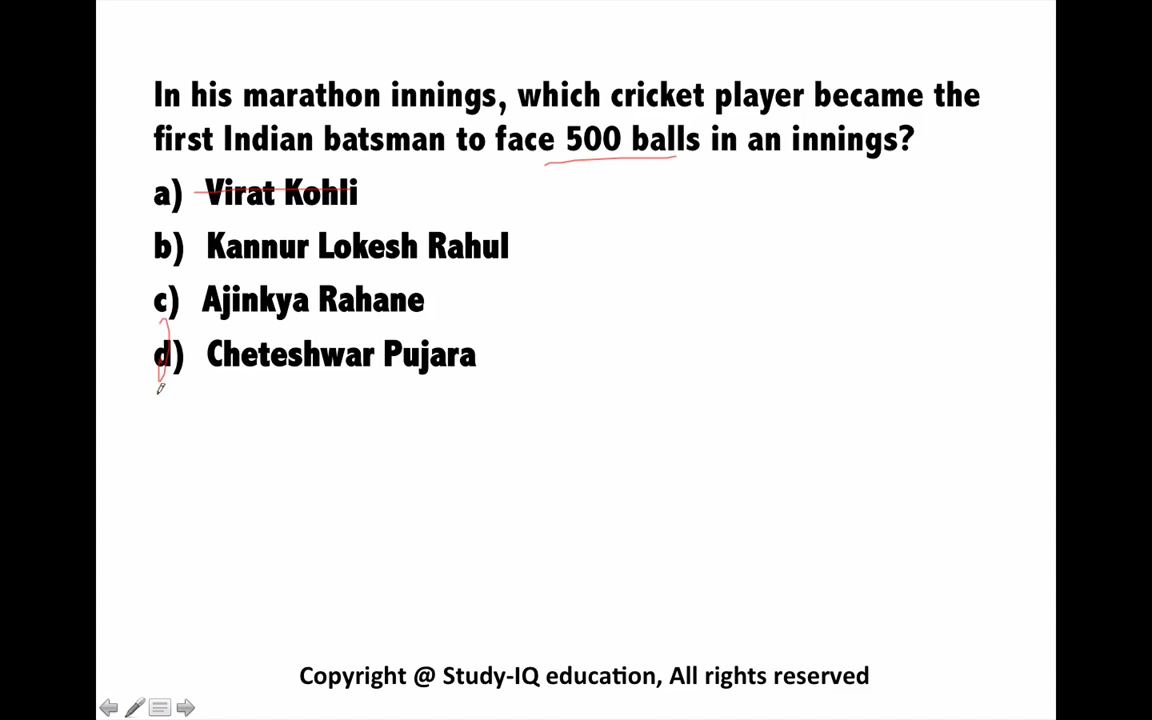 In his marathon innings, which cricket player became the
first Indian batsman to face 500 balls in an innings?
a) Virat Kohli
b) Kannur Lokesh Rahul
c) Ajinkya Rahane
d) Cheteshwar Pujara
Copyright @ Study-IQ education, All rights reserved